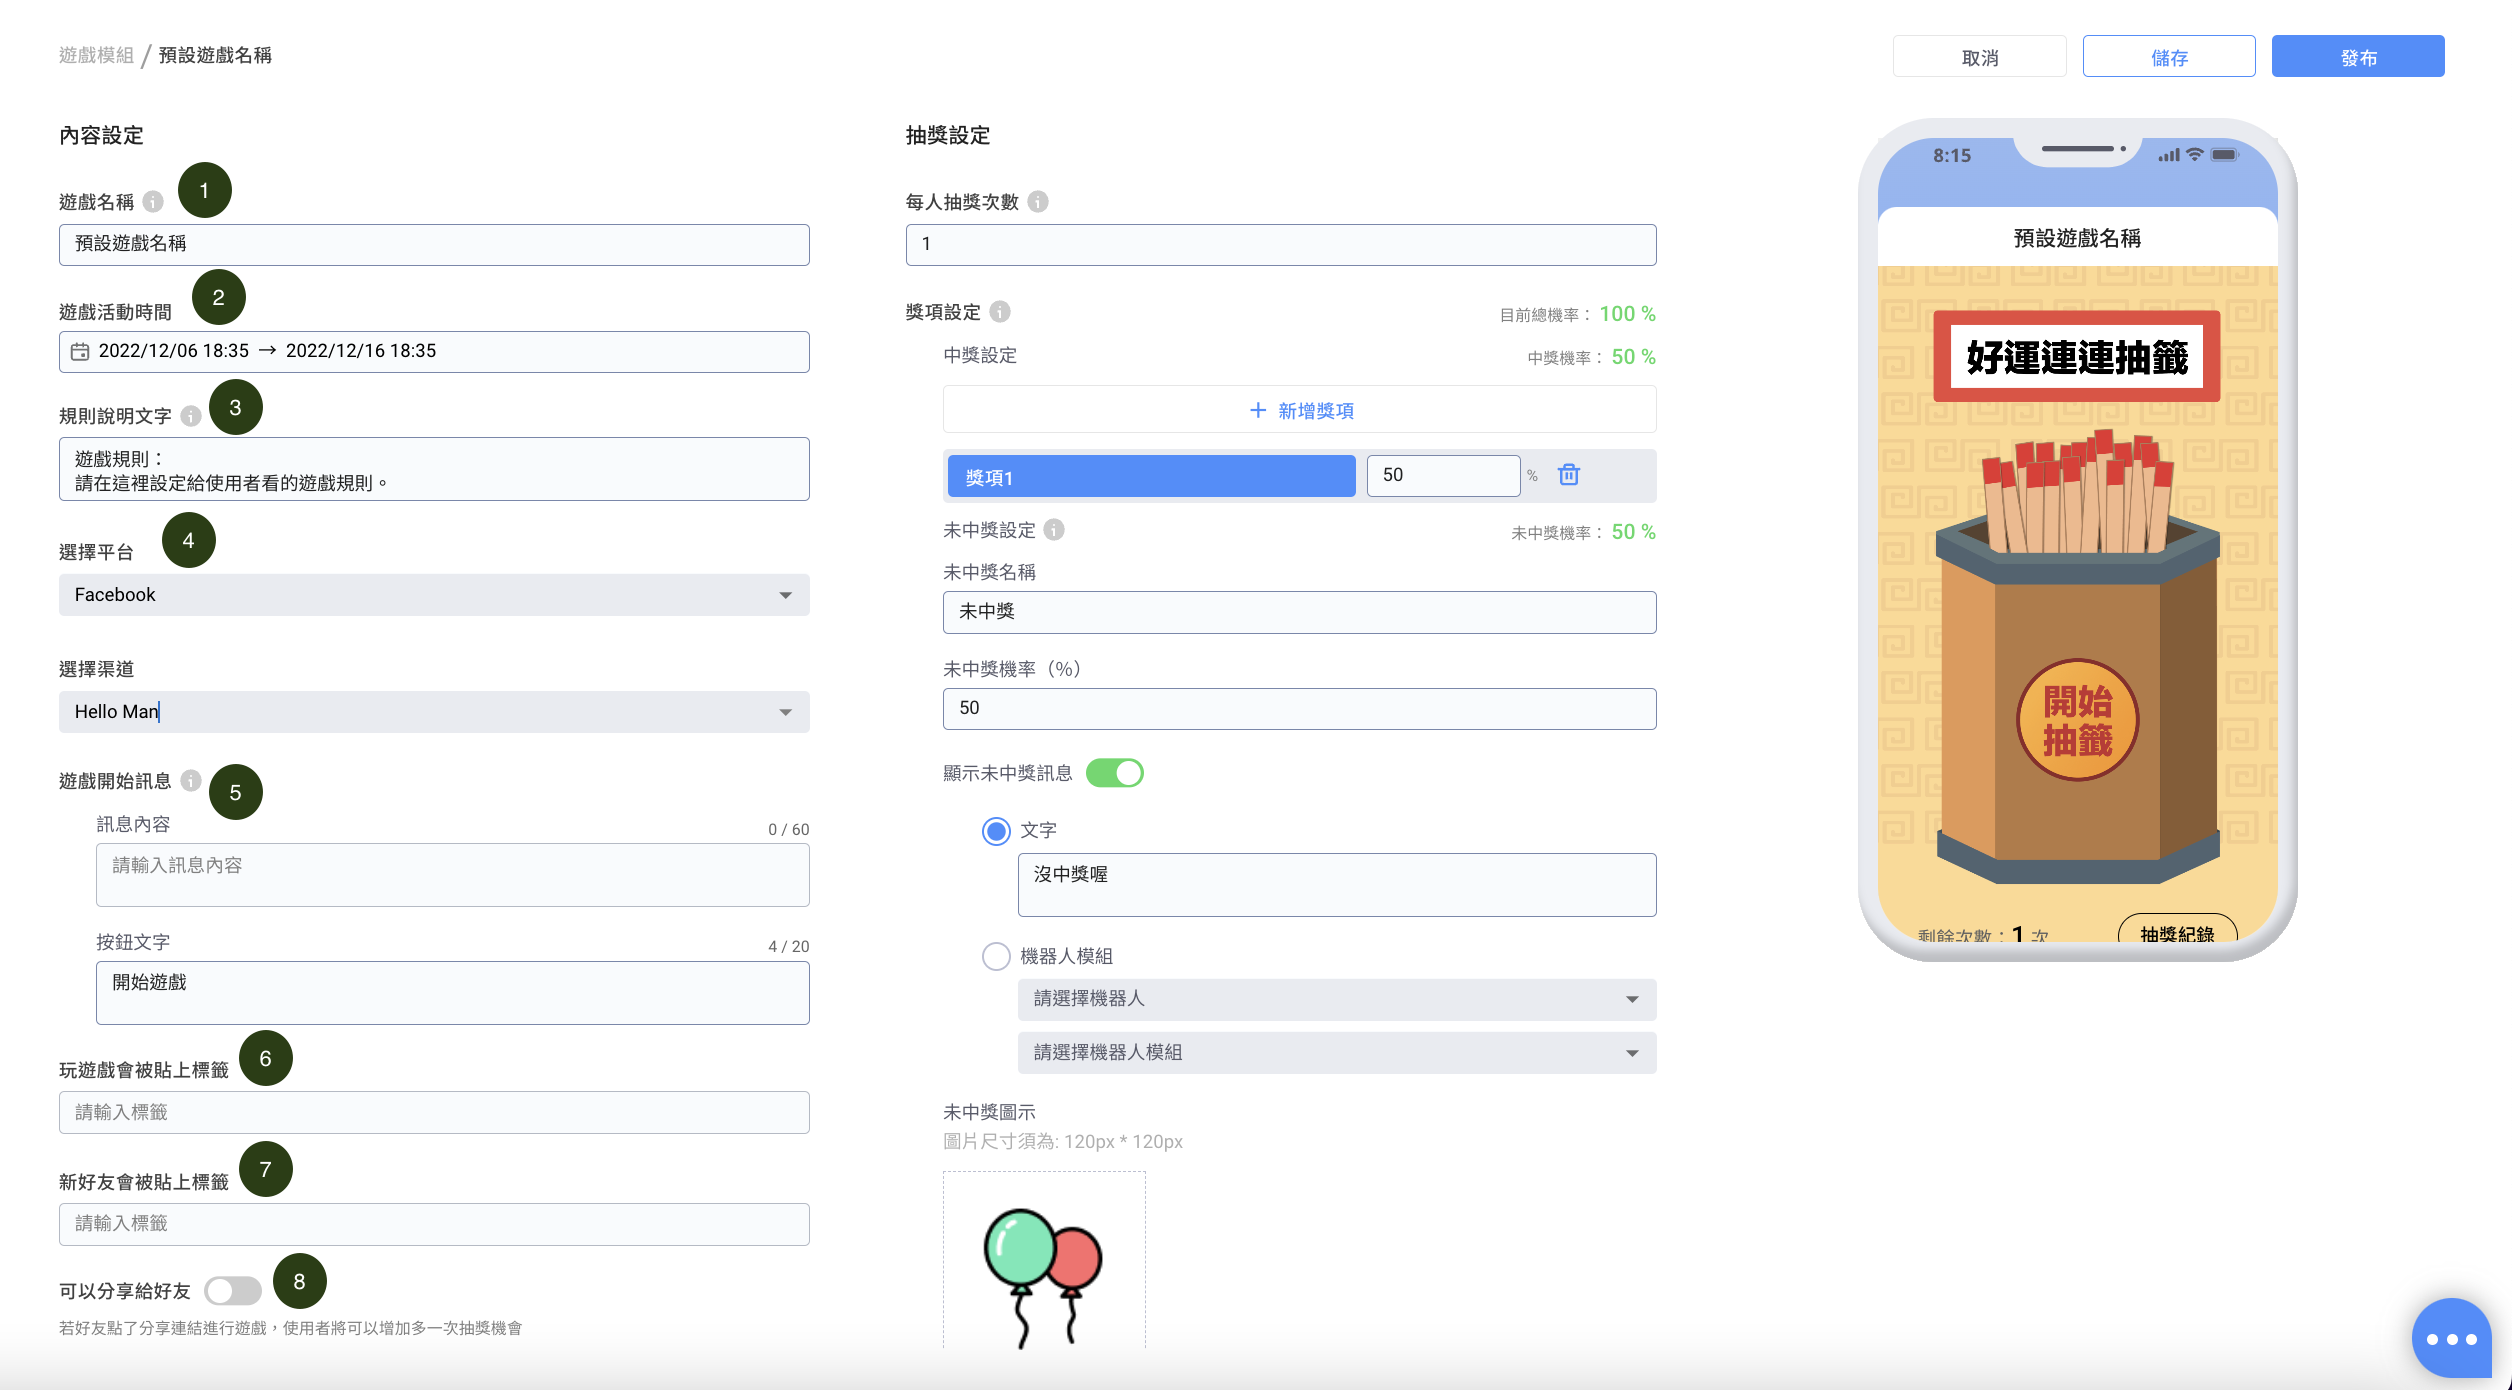 遊戲模組 / 預設遊戲名稱
取消
儲存
發布
內容設定
遊戲名稱
1
預設遊戲名稱
遊戲活動時間
2
2022/12/06 18:35 → 2022/12/16 18:35
規則說明文字
3
遊戲規則：
請在這裡設定給使用者看的遊戲規則。
選擇平台
4
Facebook
選擇渠道
Hello Man
遊戲開始訊息
5
訊息內容
0 / 60
請輸入訊息內容
按鈕文字
4 / 20
開始遊戲
玩遊戲會被貼上標籤
6
請輸入標籤
新好友會被貼上標籤
7
請輸入標籤
可以分享給好友
8
若好友點了分享連結進行遊戲，使用者將可以增加多一次抽獎機會
抽獎設定
每人抽獎次數
1
獎項設定
目前總機率： 100 %
中獎設定
中獎機率： 50 %
+ 新增獎項
獎項1
50
%
未中獎設定
未中獎機率： 50 %
未中獎名稱
未中獎
未中獎機率（%）
50
顯示未中獎訊息
文字
沒中獎喔
機器人模組
請選擇機器人
請選擇機器人模組
未中獎圖示
圖片尺寸須為: 120px * 120px
8:15
預設遊戲名稱
好運連連抽籤
開始
抽籤
剩餘次數：1 次
抽獎紀錄